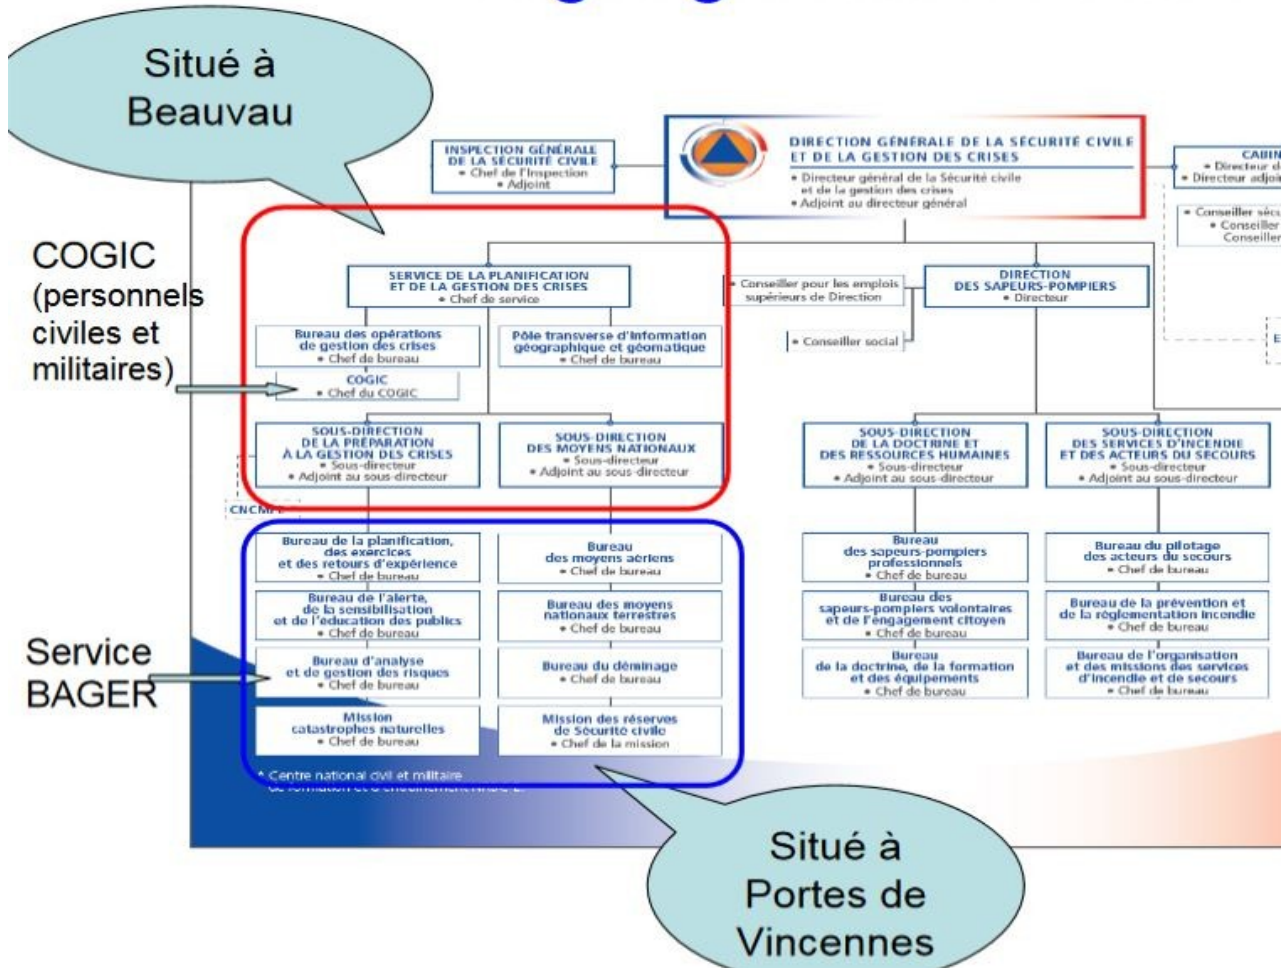 Situé à
Beauvau
INSPECTION GÉNÉRALE
DE LA SÉCURITÉ CIVILE
• Chef de l'Inspection
• Adjoint
DIRECTION GÉNÉRALE DE LA SÉCURITÉ CIVILE
ET DE LA GESTION DES CRISES
• Directeur général de la Sécurité civile
et de la gestion des crises
• Adjoint au directeur général
• Conseiller
Conseiller
COGIC
(personnels
civiles et
militaires)
SERVICE DE LA PLANIFICATION
ET DE LA GESTION DES CRISES
• Chef de service
• Conseiller pour les emplois
supérieurs de Direction
DIRECTION
DES SAPEURS-POMPIERS
• Directeur
• Conseiller social
Bureau des opérations
de gestion des crises
• Chef de bureau
Pôle transverse d'information
géographique et géomatique
• Chef de bureau
COGIC
• Chef du COGIC
SOUS-DIRECTION
DE LA PRÉPARATION
À LA GESTION DES CRISES
• Sous-directeur
• Adjoint au sous-directeur
SOUS-DIRECTION
DES MOYENS NATIONAUX
• Sous-directeur
• Adjoint au sous-directeur
SOUS-DIRECTION
DE LA DOCTRINE ET
DES RESSOURCES HUMAINES
• Sous-directeur
• Adjoint au sous-directeur
SOUS-DIRECTION
DES SERVICES D'INCENDIE
ET DES ACTEURS DU SECOURS
• Sous-directeur
• Adjoint au sous-directeur
Bureau de la planification,
des exercices
et des retours d'expérience
• Chef de bureau
Bureau
des moyens aériens
• Chef de bureau
Bureau
des sapeurs-pompiers
professionnels
• Chef de bureau
Bureau du pilotage
des acteurs du secours
• Chef de bureau
Bureau de l'alerte,
de la sensibilisation
et de l'éducation des publics
• Chef de bureau
Bureau des moyens
nationaux terrestres
• Chef de bureau
Bureau des
sapeurs-pompiers volontaires
et de l'engagement citoyen
• Chef de bureau
Bureau de la prévention et
de la réglementation incendie
• Chef de bureau
Service
BAGER
Bureau d'analyse
et de gestion des risques
• Chef de bureau
Bureau du déminage
• Chef de bureau
Bureau
de la doctrine, de la formation
et des équipements
• Chef de bureau
Bureau de l'organisation
et des missions des services
d'incendie et de secours
• Chef de bureau
Mission
catastrophes naturelles
• Chef de bureau
Mission des réserves
de Sécurité civile
• Chef de la mission
* Centre national civil et militaire
Situé à
Portes de
Vincennes